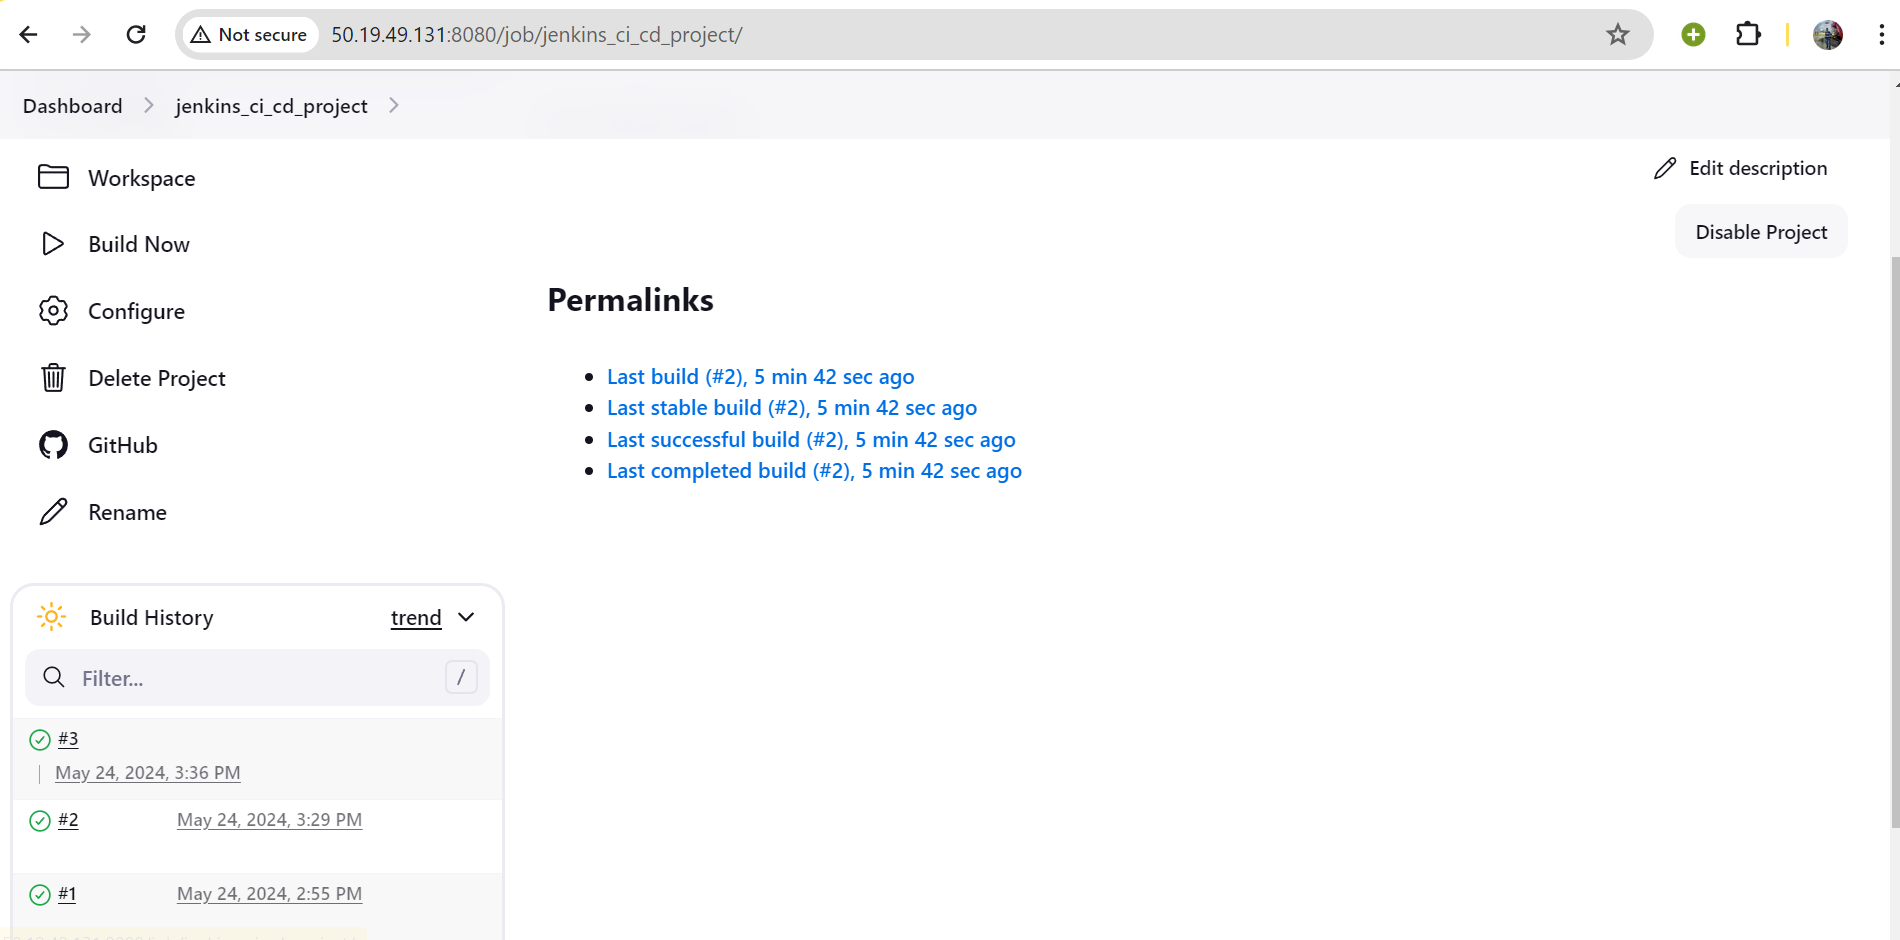 Not secure 50.19.49.131:8080/job/jenkins_ci_cd_project/
Dashboard jenkins_ci_cd_project
Workspace
Edit description
Build Now
Disable Project
Configure
Delete Project
GitHub
Rename
Permalinks
Last build (#2), 5 min 42 sec ago
Last stable build (#2), 5 min 42 sec ago
Last successful build (#2), 5 min 42 sec ago
Last completed build (#2), 5 min 42 sec ago
Build History trend
Filter... /
#3
May 24, 2024, 3:36 PM
#2 May 24, 2024, 3:29 PM
#1 May 24, 2024, 2:55 PM